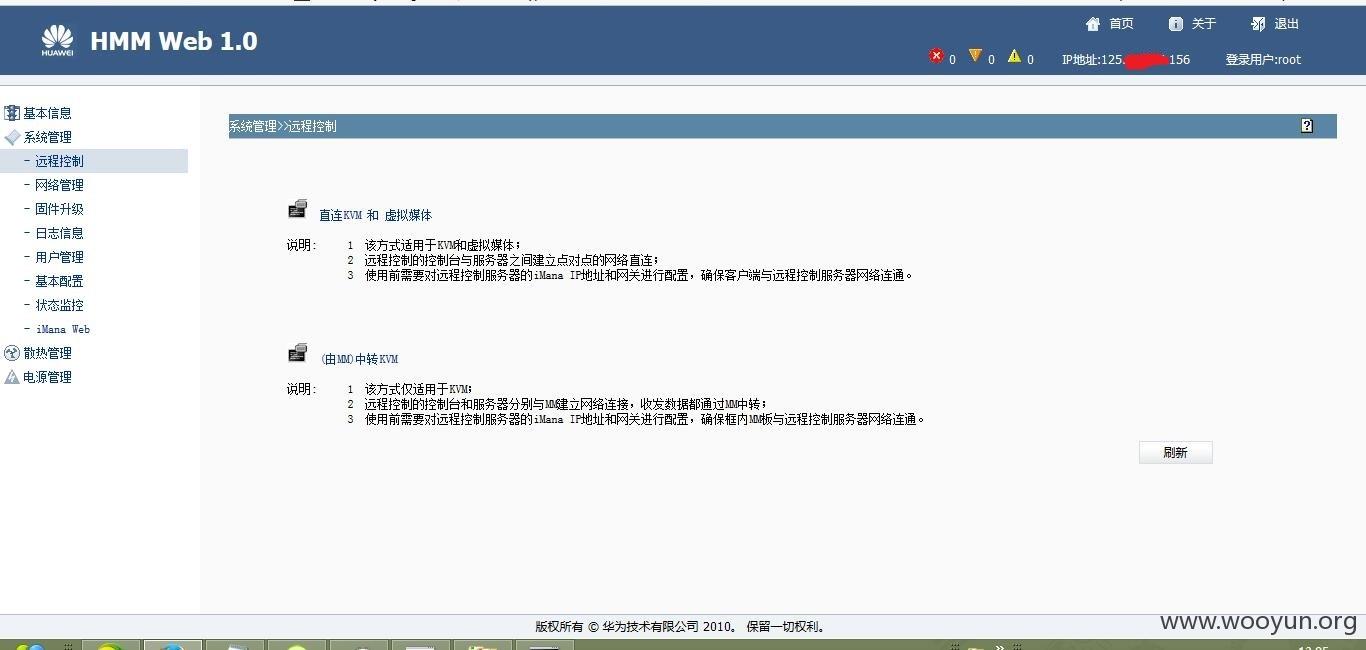 首页 关于 退出
HUAWEI
HMM Web 1.0
0 0 0 IP地址:125. 156 登录用户:root
基本信息
系统管理
- 远程控制
- 网络管理
- 固件升级
- 日志信息
- 用户管理
- 基本配置
- 状态监控
- iMana Web
散热管理
电源管理
系统管理>>远程控制
?
直连KVM 和 虚拟媒体
说明: 1 该方式适用于KVM和虚拟媒体;
2 远程控制的控制台与服务器之间建立点对点的网络直连;
3 使用前需要对远程控制服务器的iMana IP地址和网关进行配置，确保客户端与远程控制服务器网络连通。
(由MM)中转KVM
说明: 1 该方式仅适用于KVM;
2 远程控制的控制台和服务器分别与MM建立网络连接，收发数据都通过MM中转;
3 使用前需要对远程控制服务器的iMana IP地址和网关进行配置，确保框内MM板与远程控制服务器网络连通。
刷新
版权所有 © 华为技术有限公司 2010。 保留一切权利。
www.wooyun.org